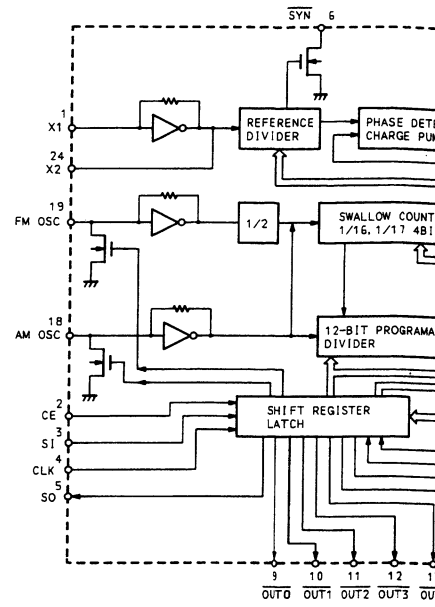 SYN 6
1
X1
24
X2
REFERENCE
DIVIDER
PHASE DETE
CHARGE PUM
19
FM OSC
1/2
SWALLOW COUNT
1/16, 1/17 4BI
18
AM OSC
12-BIT PROGRAMA
DIVIDER
2
CE
3
SI
4
CLK
5
SO
SHIFT REGISTER
LATCH
9 10 11 12 1
OUT0 OUT1 OUT2 OUT3 OU